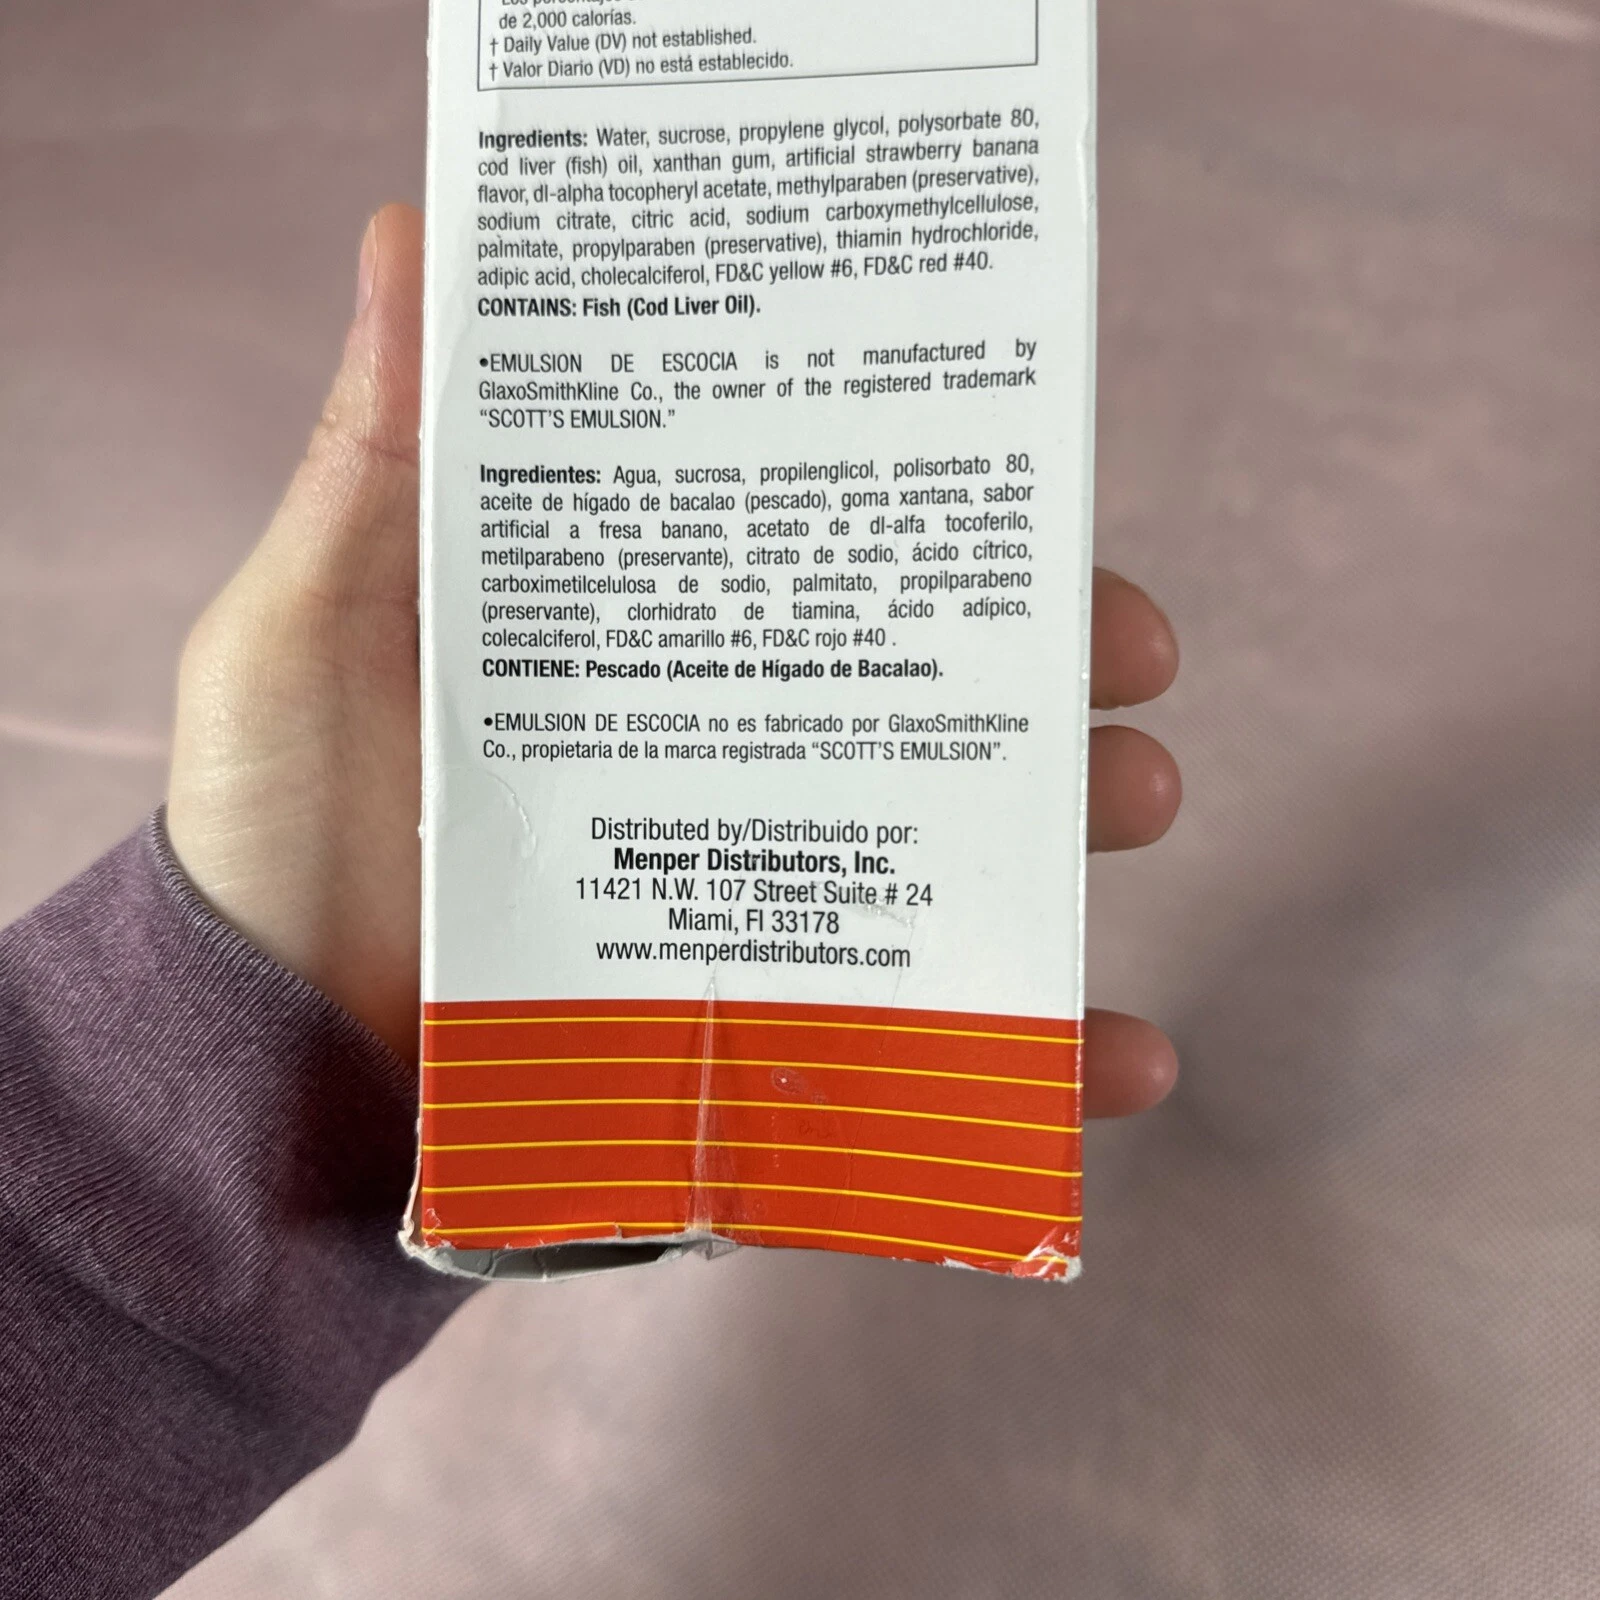 de 2,000 calorías.
† Daily Value (DV) not established.
† Valor Diario (VD) no está establecido.
Ingredients: Water, sucrose, propylene glycol, polysorbate 80,
cod liver (fish) oil, xanthan gum, artificial strawberry banana
flavor, dl-alpha tocopheryl acetate, methylparaben (preservative),
sodium citrate, citric acid, sodium carboxymethylcellulose,
palmitate, propylparaben (preservative), thiamin hydrochloride,
adipic acid, cholecalciferol, FD&C yellow #6, FD&C red #40.
CONTAINS: Fish (Cod Liver Oil).
•EMULSION DE ESCOCIA is not manufactured by
GlaxoSmithKline Co., the owner of the registered trademark
“SCOTT’S EMULSION.”
Ingredientes: Agua, sucrosa, propilenglicol, polisorbato 80,
aceite de hígado de bacalao (pescado), goma xantana, sabor
artificial a fresa banano, acetato de dl-alfa tocoferilo,
metilparabeno (preservante), citrato de sodio, ácido cítrico,
carboximetilcelulosa de sodio, palmitato, propilparabeno
(preservante), clorhidrato de tiamina, ácido adípico,
colecalciferol, FD&C amarillo #6, FD&C rojo #40 .
CONTIENE: Pescado (Aceite de Hígado de Bacalao).
•EMULSION DE ESCOCIA no es fabricado por GlaxoSmithKline
Co., propietaria de la marca registrada “SCOTT’S EMULSION”.
Distributed by/Distribuido por:
Menper Distributors, Inc.
11421 N.W. 107 Street Suite # 24
Miami, Fl 33178
www.menperdistributors.com